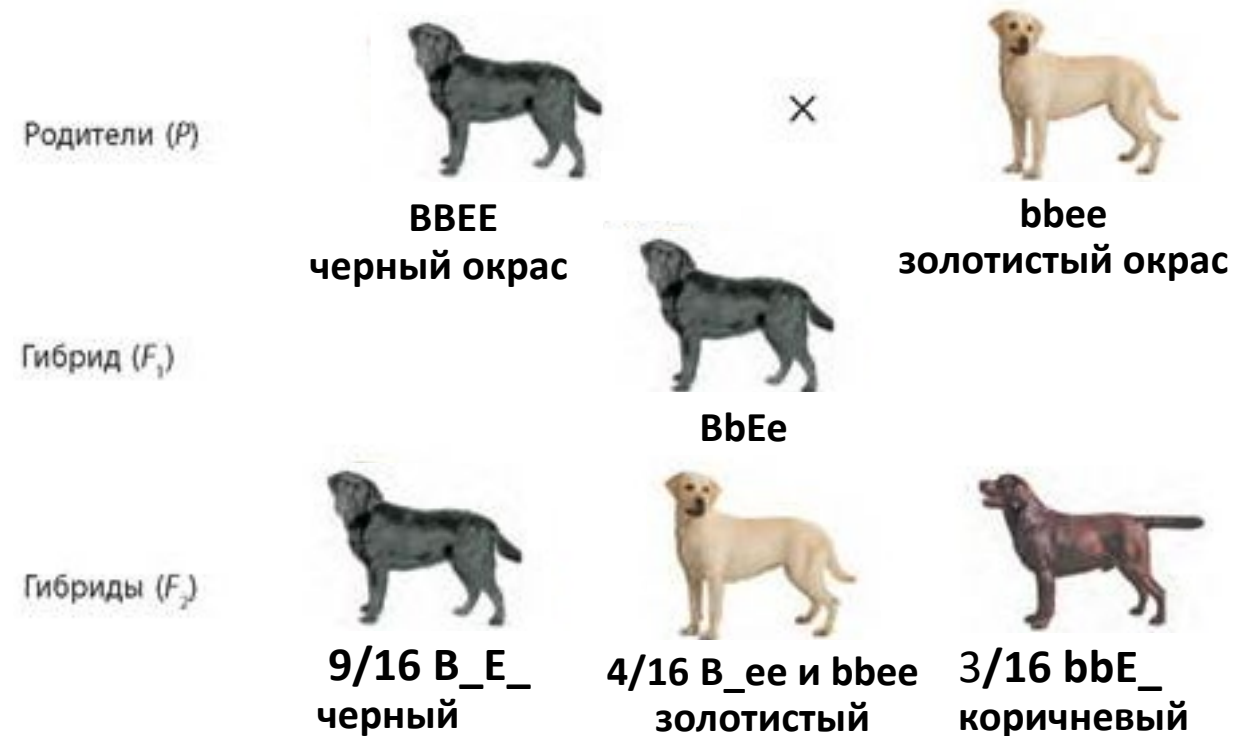 Родители (P)
×
BBEE
черный окрас
bbee
золотистый окрас
Гибрид (F₁)
BbEe
Гибриды (F₂)
9/16 B_E_
черный
4/16 B_ee и bbee
золотистый
3/16 bbE_
коричневый